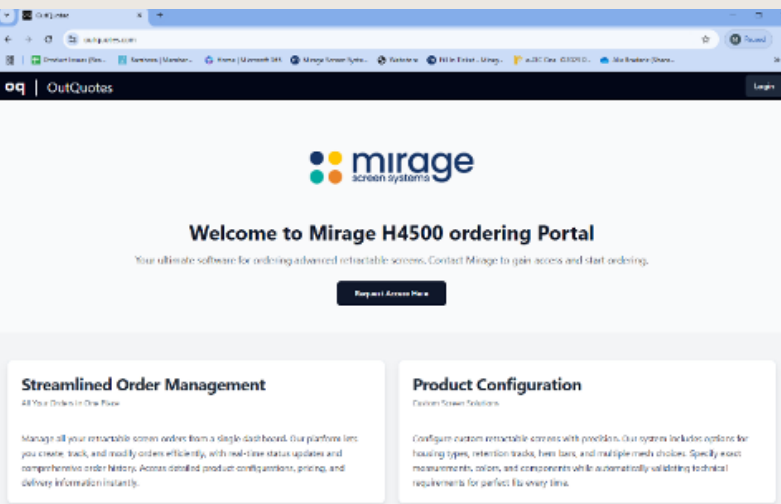 OutQuotes
outquotes.com
Home | Microsoft 365
oq | OutQuotes
Login
mirage
screen systems
Welcome to Mirage H4500 ordering Portal
Your ultimate software for ordering advanced retractable screens. Contact Mirage to gain access and start ordering.
Request Access Here
Streamlined Order Management
All Your Orders in One Place
Manage all your retractable screen orders from a single dashboard. Our platform lets
you create, track, and modify orders efficiently, with real-time status updates and
comprehensive order history. Access detailed product configurations, pricing, and
delivery information instantly.
Product Configuration
Custom Screen Solutions
Configure custom retractable screens with precision. Our system includes options for
housing types, retention tracks, hem bars, and multiple mesh choices. Specify exact
measurements, colors, and components while automatically validating technical
requirements for perfect fits every time.